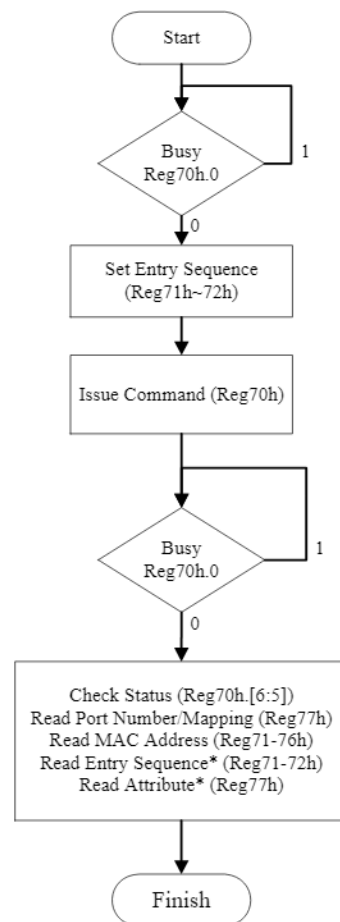 Start
Busy
Reg70h.0
1
0
Set Entry Sequence
(Reg71h~72h)
Issue Command (Reg70h)
Busy
Reg70h.0
1
0
Check Status (Reg70h.[6:5])
Read Port Number/Mapping (Reg77h)
Read MAC Address (Reg71-76h)
Read Entry Sequence* (Reg71-72h)
Read Attribute* (Reg77h)
Finish